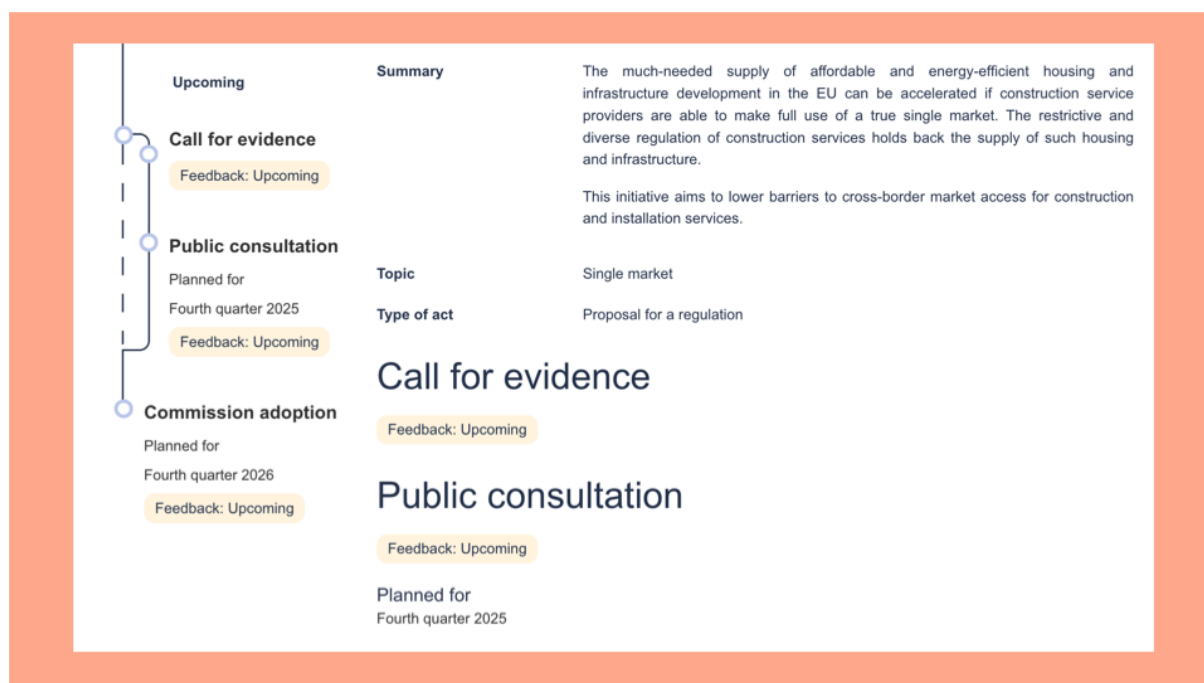 Upcoming
Call for evidence
Feedback: Upcoming
Public consultation
Planned for
Fourth quarter 2025
Feedback: Upcoming
Commission adoption
Planned for
Fourth quarter 2026
Feedback: Upcoming
Summary
The much-needed supply of affordable and energy-efficient housing and
infrastructure development in the EU can be accelerated if construction service
providers are able to make full use of a true single market. The restrictive and
diverse regulation of construction services holds back the supply of such housing
and infrastructure.
This initiative aims to lower barriers to cross-border market access for construction
and installation services.
Topic
Single market
Type of act
Proposal for a regulation
Call for evidence
Feedback: Upcoming
Public consultation
Feedback: Upcoming
Planned for
Fourth quarter 2025